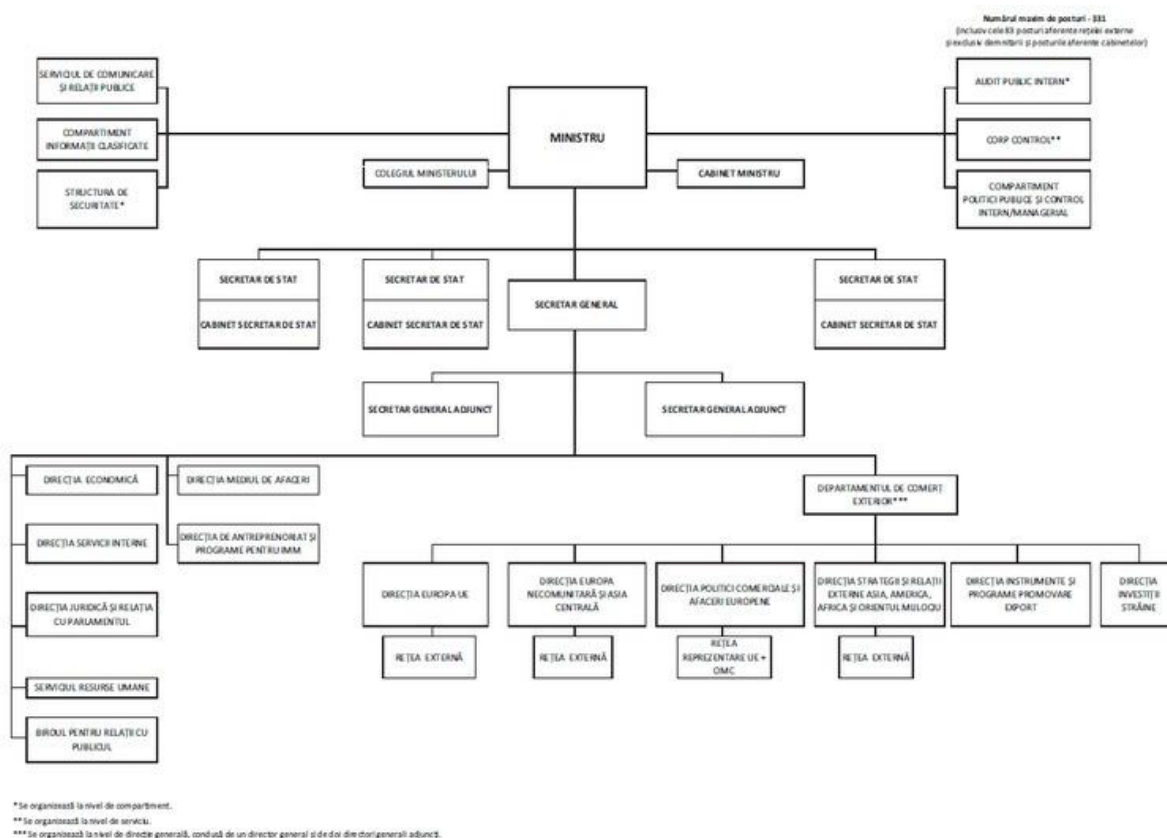 Numărul maxim de posturi - 331
(inclusiv cele 83 posturi aferente rețelei externe
și exclusiv demnitarii și posturile aferente cabinetelor)
SERVICIUL DE COMUNICARE
ȘI RELAȚII PUBLICE
COMPARTIMENT
INFORMAȚII CLASIFICATE
STRUCTURA DE
SECURITATE*
MINISTRU
COLEGIUL MINISTERULUI
CABINET MINISTRU
AUDIT PUBLIC INTERN*
CORP CONTROL**
COMPARTIMENT
POLITICI PUBLICE ȘI CONTROL
INTERN/MANAGERIAL
SECRETAR DE STAT
CABINET SECRETAR DE STAT
SECRETAR DE STAT
CABINET SECRETAR DE STAT
SECRETAR GENERAL
SECRETAR DE STAT
CABINET SECRETAR DE STAT
SECRETAR GENERAL ADJUNCT
SECRETAR GENERAL ADJUNCT
DIRECȚIA ECONOMICĂ
DIRECȚIA SERVICII INTERNE
DIRECȚIA JURIDICĂ ȘI RELAȚIA
CU PARLAMENTUL
SERVICIUL RESURSE UMANE
BIROUL PENTRU RELAȚII CU
PUBLICUL
DIRECȚIA MEDIUL DE AFACERI
DIRECȚIA DE ANTREPRENORIAT ȘI
PROGRAME PENTRU IMM
DEPARTAMENTUL DE COMERȚ
EXTERIOR***
DIRECȚIA EUROPA UE
REȚEA EXTERNĂ
DIRECȚIA EUROPA
NECOMUNITARĂ ȘI ASIA
CENTRALĂ
REȚEA EXTERNĂ
DIRECȚIA POLITICI COMERCIALE ȘI
AFACERI EUROPENE
REȚEA
REPREZENTARE UE +
OMC
DIRECȚIA STRATEGII ȘI RELAȚII
EXTERNE ASIA, AMERICA,
AFRICA ȘI ORIENTUL MIJLOCIU
REȚEA EXTERNĂ
DIRECȚIA INSTRUMENTE ȘI
PROGRAME PROMOVARE
EXPORT
DIRECȚIA
INVESTIȚII
STRĂINE
*Se organizează la nivel de compartiment.
**Se organizează la nivel de serviciu.
***Se organizează la nivel de direcție generală, condusă de un director general și de doi directori generali adjuncți.